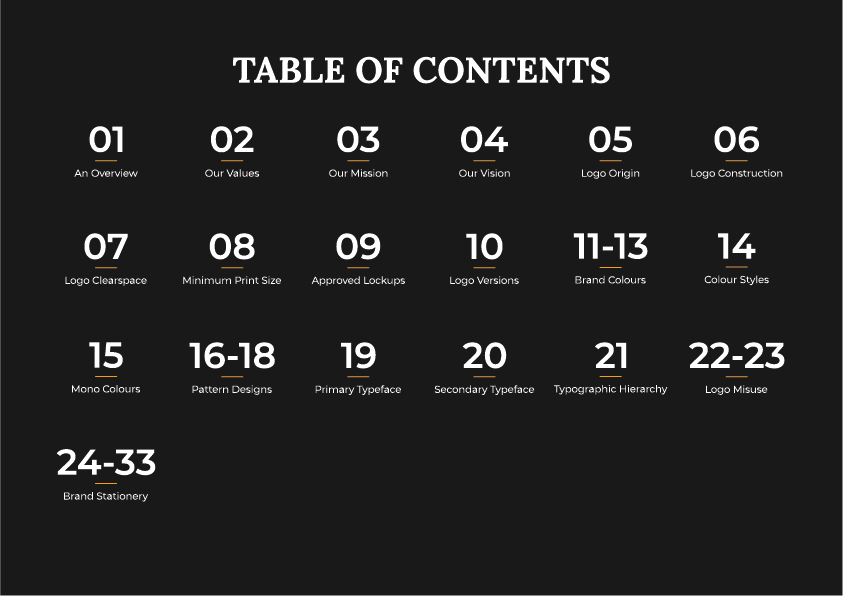 TABLE OF CONTENTS
01 02 03 04 05 06
An Overview Our Values Our Mission Our Vision Logo Origin Logo Construction
07 08 09 10 11-13 14
Logo Clearspace Minimum Print Size Approved Lockups Logo Versions Brand Colours Colour Styles
15 16-18 19 20 21 22-23
Mono Colours Pattern Designs Primary Typeface Secondary Typeface Typographic Hierarchy Logo Misuse
24-33
Brand Stationery